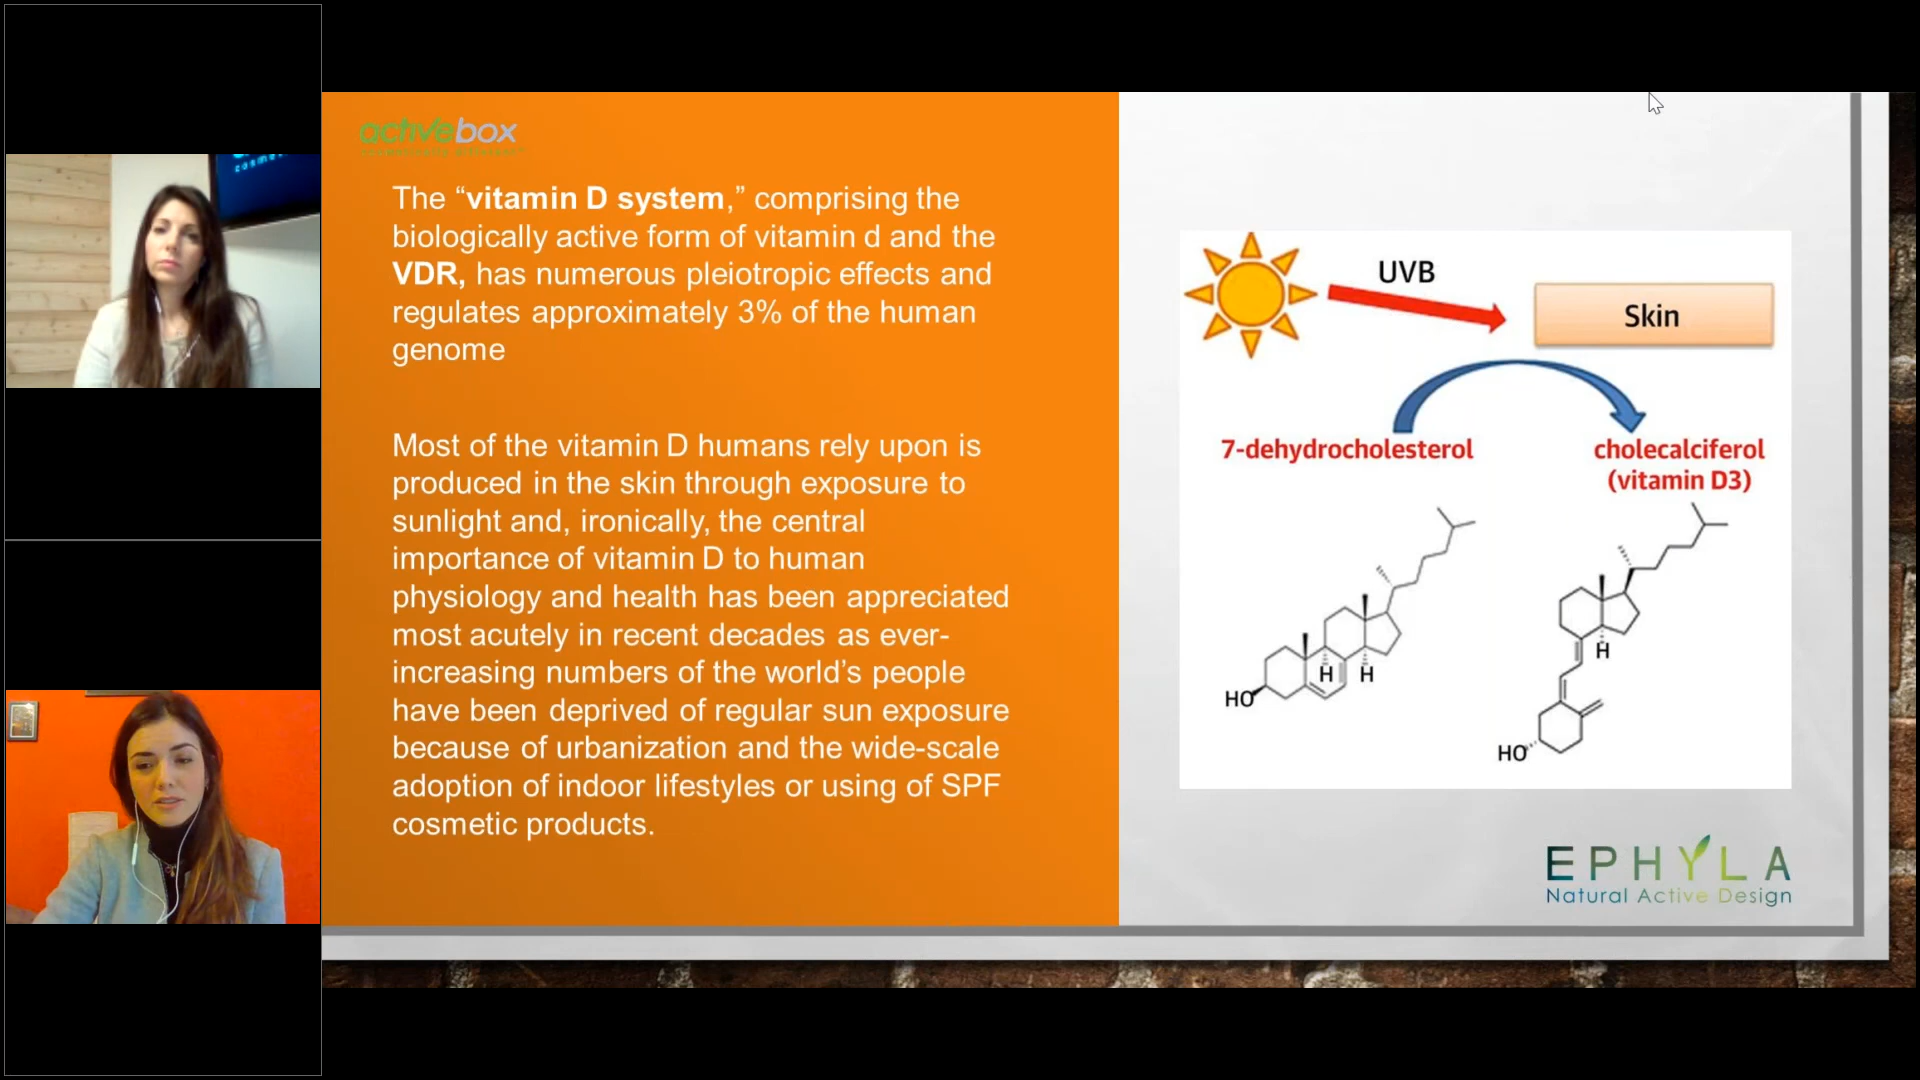 activebox
The “vitamin D system,” comprising the
biologically active form of vitamin d and the
VDR, has numerous pleiotropic effects and
regulates approximately 3% of the human
genome
Most of the vitamin D humans rely upon is
produced in the skin through exposure to
sunlight and, ironically, the central
importance of vitamin D to human
physiology and health has been appreciated
most acutely in recent decades as ever-
increasing numbers of the world’s people
have been deprived of regular sun exposure
because of urbanization and the wide-scale
adoption of indoor lifestyles or using of SPF
cosmetic products.
UVB
Skin
7-dehydrocholesterol
cholecalciferol
(vitamin D3)
H H
HO
H
HO
EPHYLA
Natural Active Design